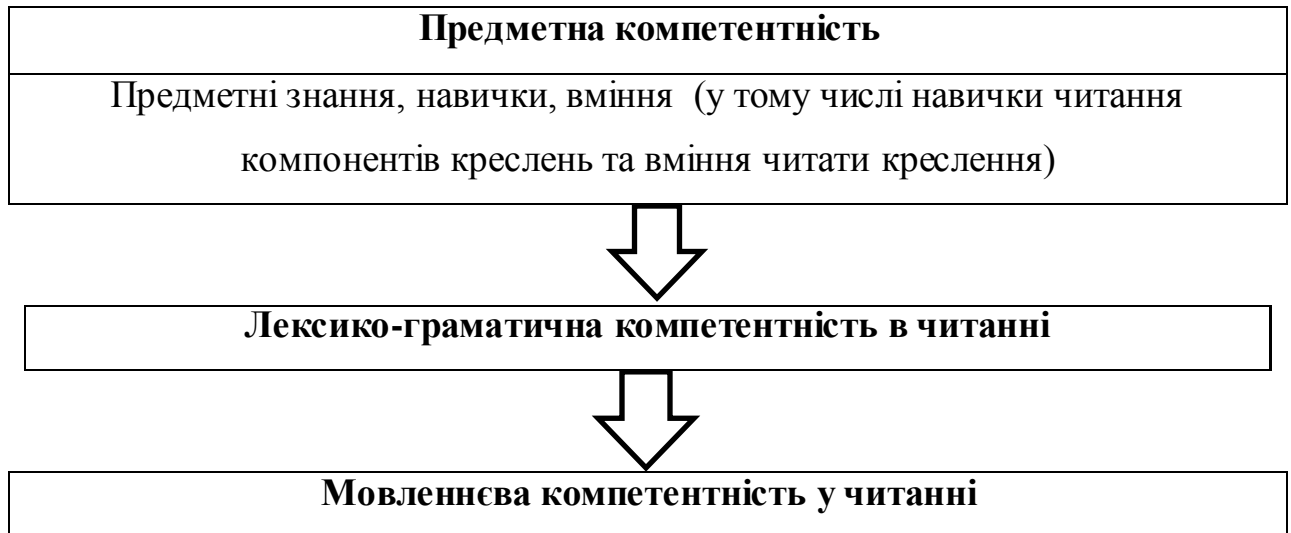 Предметна компетентність
Предметні знання, навички, вміння (у тому числі навички читання
компонентів креслень та вміння читати креслення)
Лексико-граматична компетентність в читанні
Мовленнєва компетентність у читанні